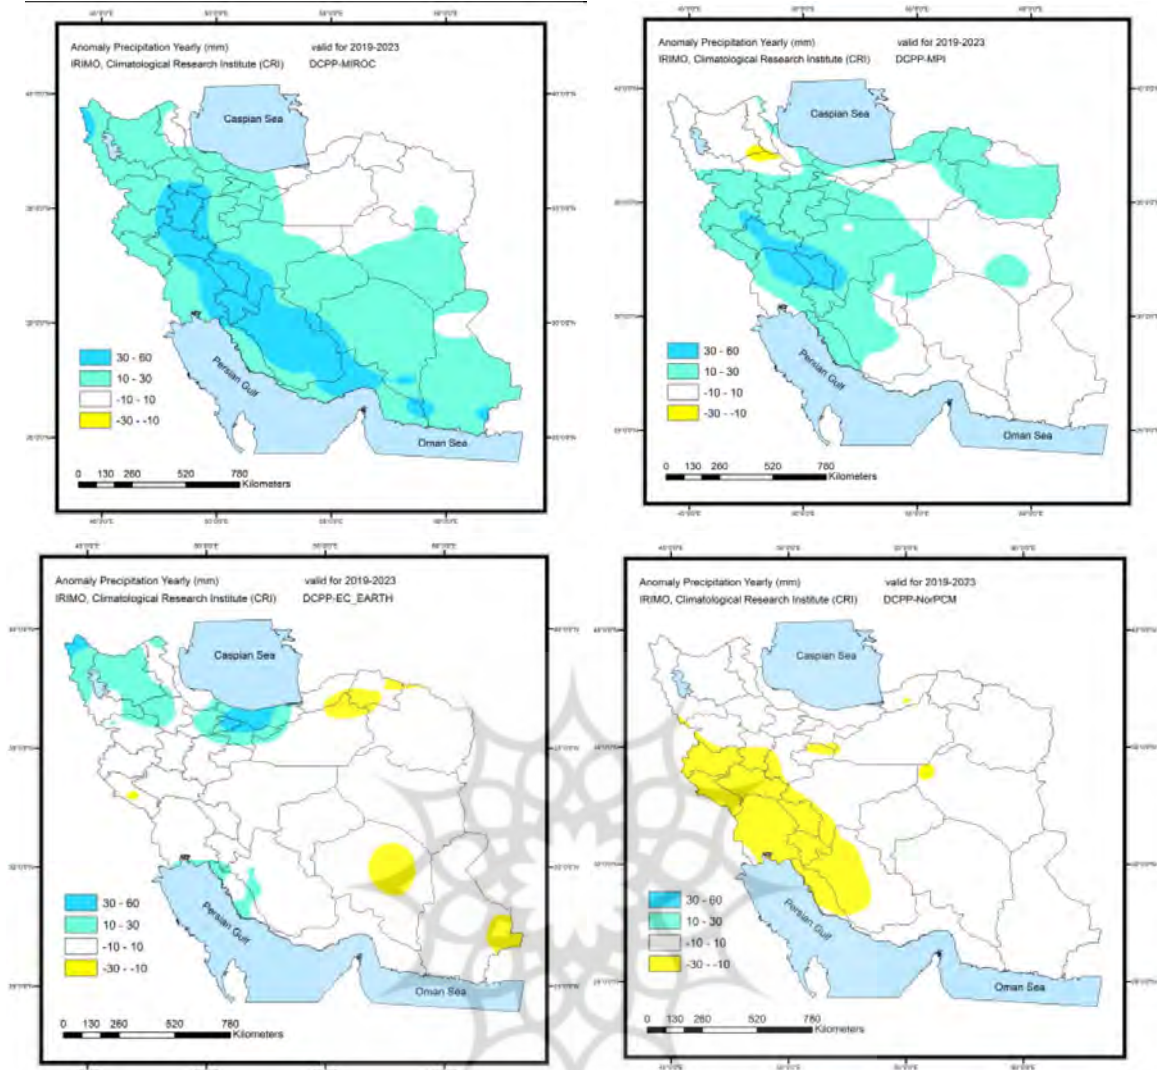 Anomaly Precipitation Yearly (mm) valid for 2019-2023
IRIMO, Climatological Research Institute (CRI) DCPP-MIROC
Caspian Sea
Persian Gulf
Oman Sea
30 - 60
10 - 30
-10 - 10
-30 - -10
0 130 260 520 780
Kilometers
Anomaly Precipitation Yearly (mm) valid for 2019-2023
IRIMO, Climatological Research Institute (CRI) DCPP-MPI
Caspian Sea
Persian Gulf
Oman Sea
30 - 60
10 - 30
-10 - 10
-30 - -10
0 130 260 520 780
Kilometers
Anomaly Precipitation Yearly (mm) valid for 2019-2023
IRIMO, Climatological Research Institute (CRI) DCPP-EC_EARTH
Caspian Sea
Persian Gulf
Oman Sea
30 - 60
10 - 30
-10 - 10
-30 - -10
0 130 260 520 780
Kilometers
Anomaly Precipitation Yearly (mm) valid for 2019-2023
IRIMO, Climatological Research Institute (CRI) DCPP-NorPCM
Caspian Sea
Persian Gulf
Oman Sea
30 - 60
10 - 30
-10 - 10
-30 - -10
0 130 260 520 780
Kilometers